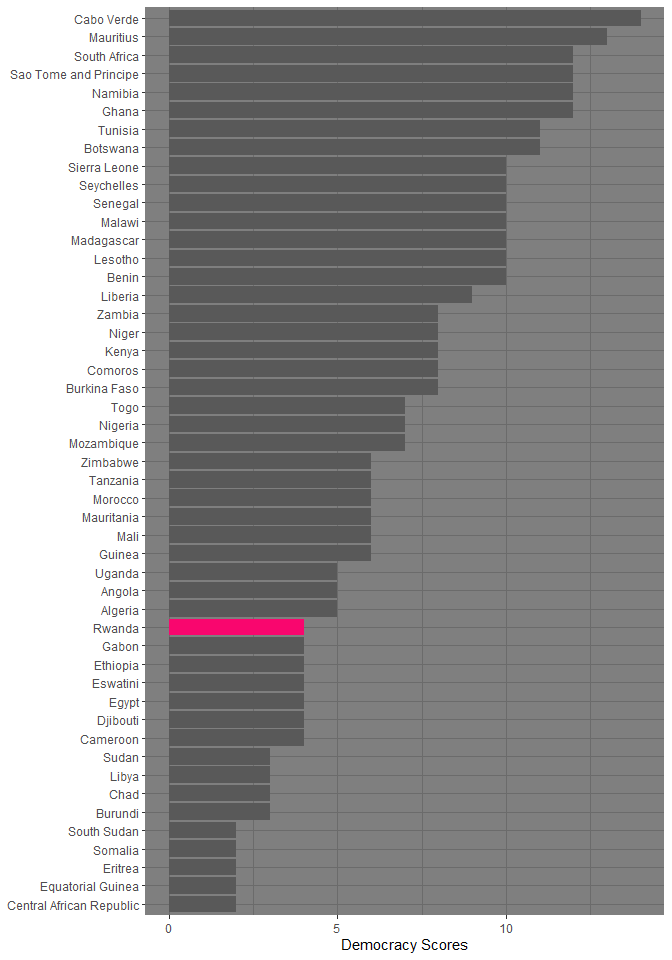 Cabo Verde
Mauritius
South Africa
Sao Tome and Principe
Namibia
Ghana
Tunisia
Botswana
Sierra Leone
Seychelles
Senegal
Malawi
Madagascar
Lesotho
Benin
Liberia
Zambia
Niger
Kenya
Comoros
Burkina Faso
Togo
Nigeria
Mozambique
Zimbabwe
Tanzania
Morocco
Mauritania
Mali
Guinea
Uganda
Angola
Algeria
Rwanda
Gabon
Ethiopia
Eswatini
Egypt
Djibouti
Cameroon
Sudan
Libya
Chad
Burundi
South Sudan
Somalia
Eritrea
Equatorial Guinea
Central African Republic
0 5 10
Democracy Scores